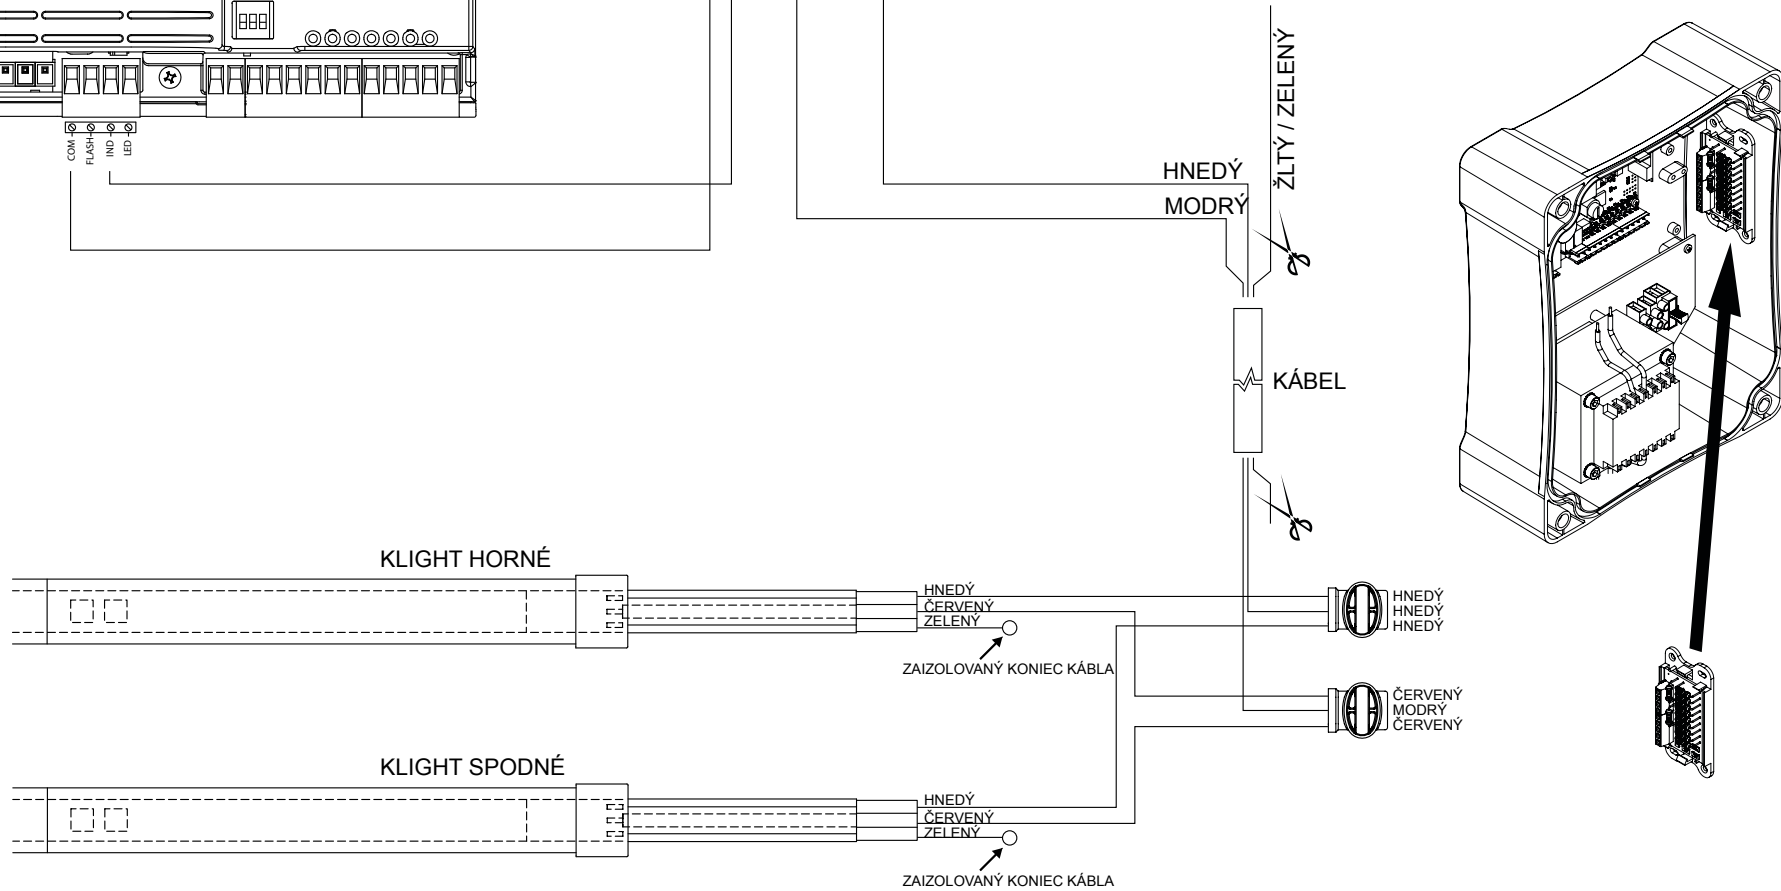 COM
FLASH
IND
LED
ŽLTÝ / ZELENÝ
HNEDÝ
MODRÝ
KÁBEL
KLIGHT HORNÉ
HNEDÝ
ČERVENÝ
ZELENÝ
ZAIZOLOVANÝ KONIEC KÁBLA
HNEDÝ
HNEDÝ
HNEDÝ
ČERVENÝ
MODRÝ
ČERVENÝ
KLIGHT SPODNÉ
HNEDÝ
ČERVENÝ
ZELENÝ
ZAIZOLOVANÝ KONIEC KÁBLA